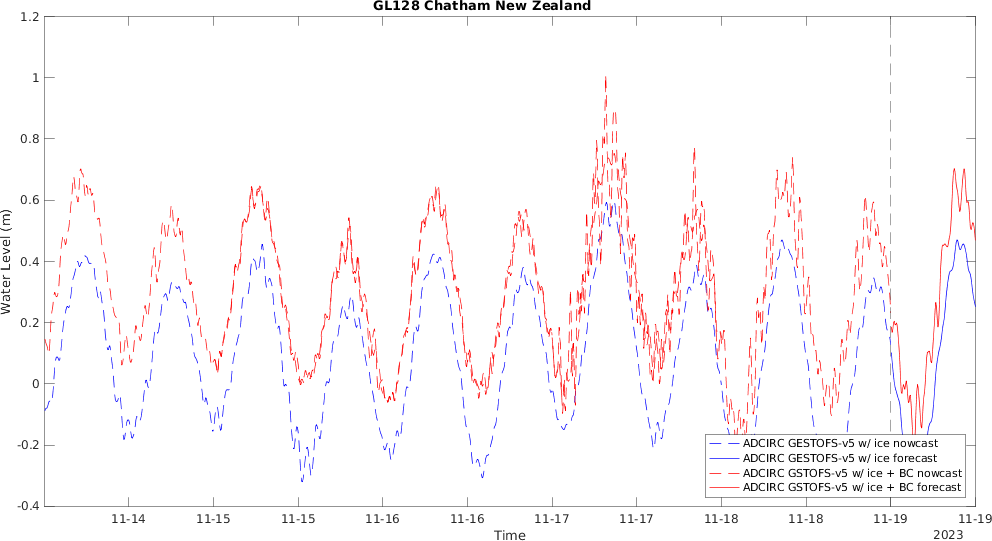 GL128 Chatham New Zealand
Water Level (m)
1.2
1
0.8
0.6
0.4
0.2
0
-0.2
-0.4
ADCIRC GESTOFS-v5 w/ ice nowcast
ADCIRC GESTOFS-v5 w/ ice forecast
ADCIRC GSTOFS-v5 w/ ice + BC nowcast
ADCIRC GSTOFS-v5 w/ ice + BC forecast
11-14 11-15 11-15 11-16 11-16 11-17 11-17 11-18 11-18 11-19 11-19
Time
2023